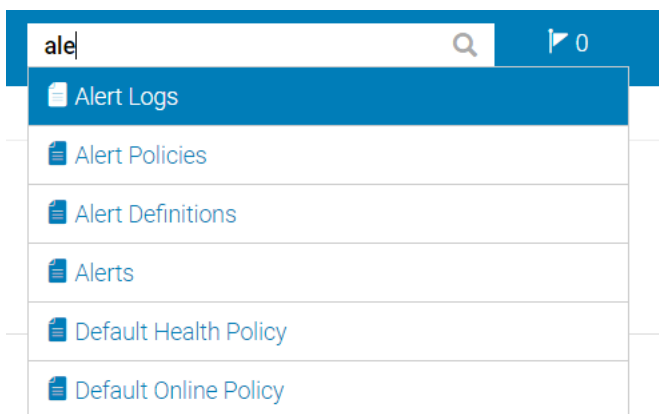 ale
0
Alert Logs
Alert Policies
Alert Definitions
Alerts
Default Health Policy
Default Online Policy